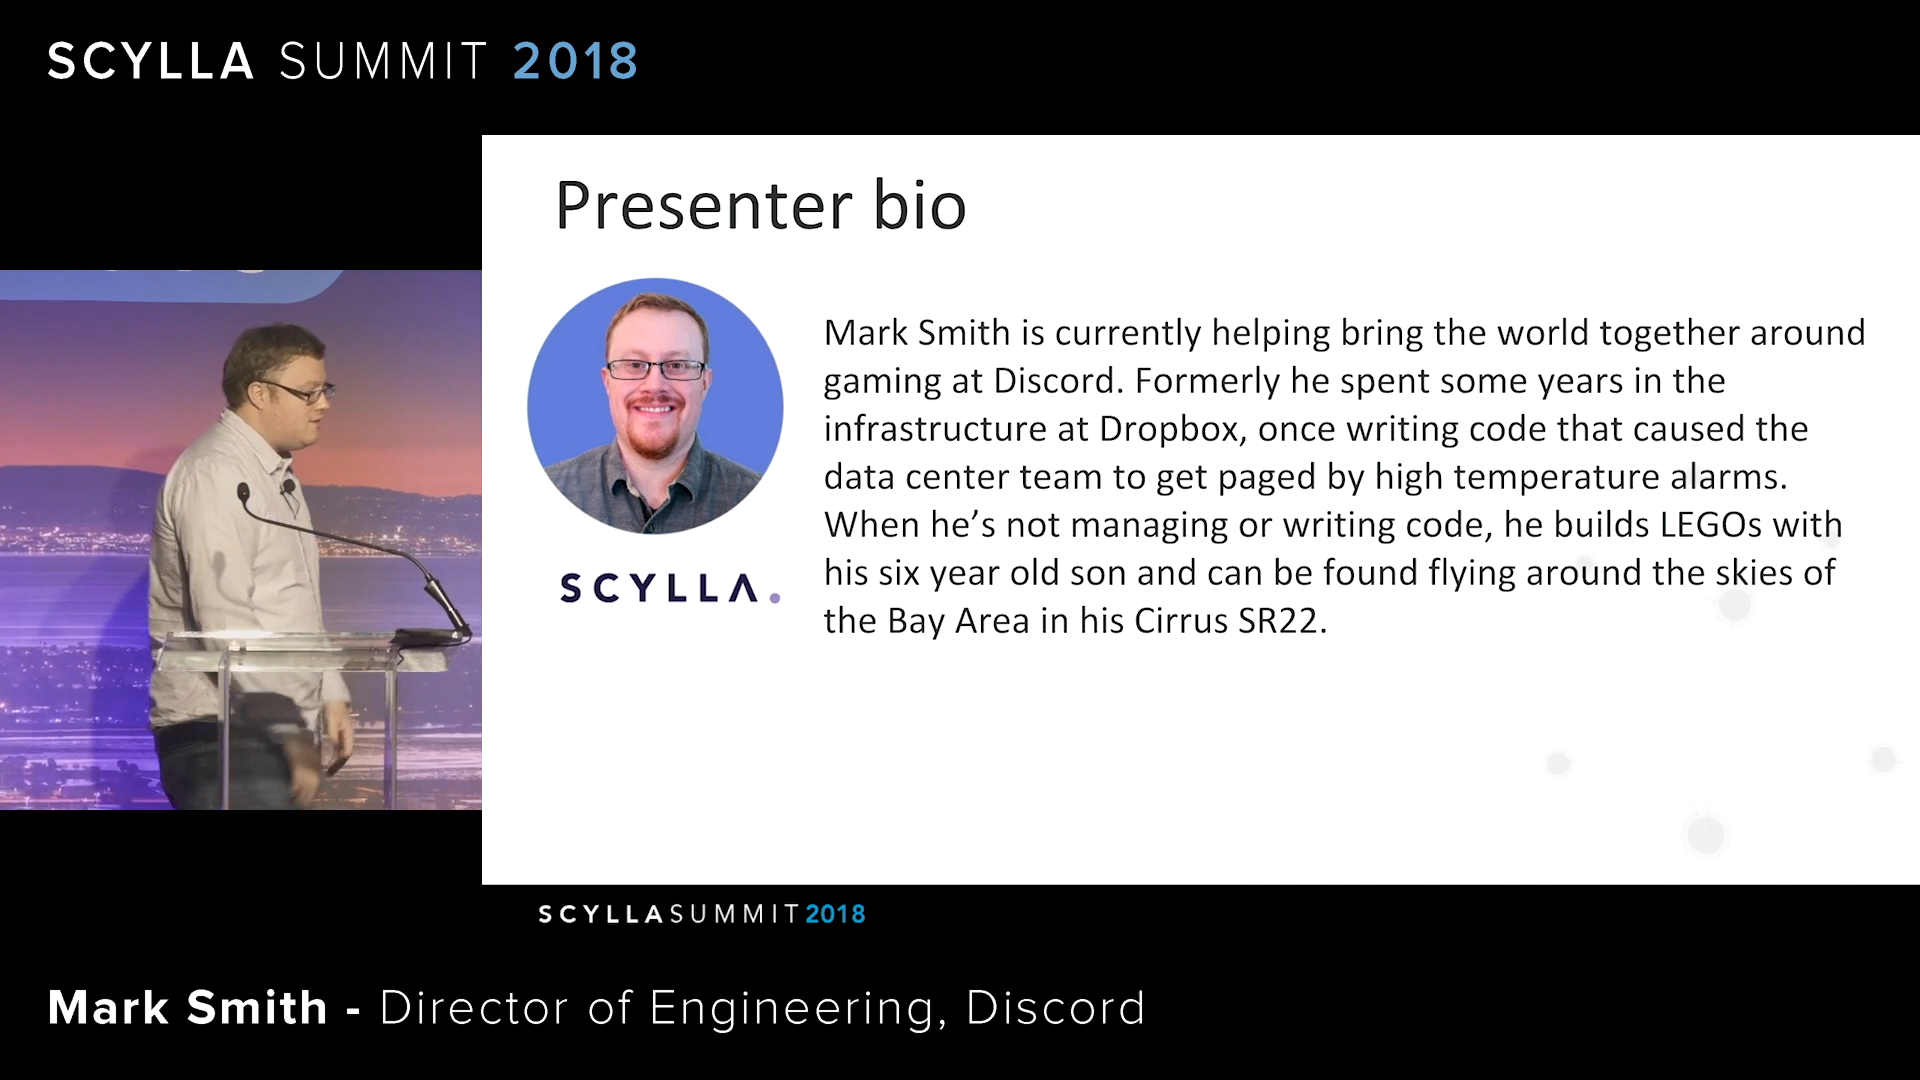 SCYLLA SUMMIT 2018
Presenter bio
Mark Smith is currently helping bring the world together around
gaming at Discord. Formerly he spent some years in the
infrastructure at Dropbox, once writing code that caused the
data center team to get paged by high temperature alarms.
When he’s not managing or writing code, he builds LEGOs with
his six year old son and can be found flying around the skies of
the Bay Area in his Cirrus SR22.
SCYLLA.
SCYLLASUMMIT2018
Mark Smith - Director of Engineering, Discord